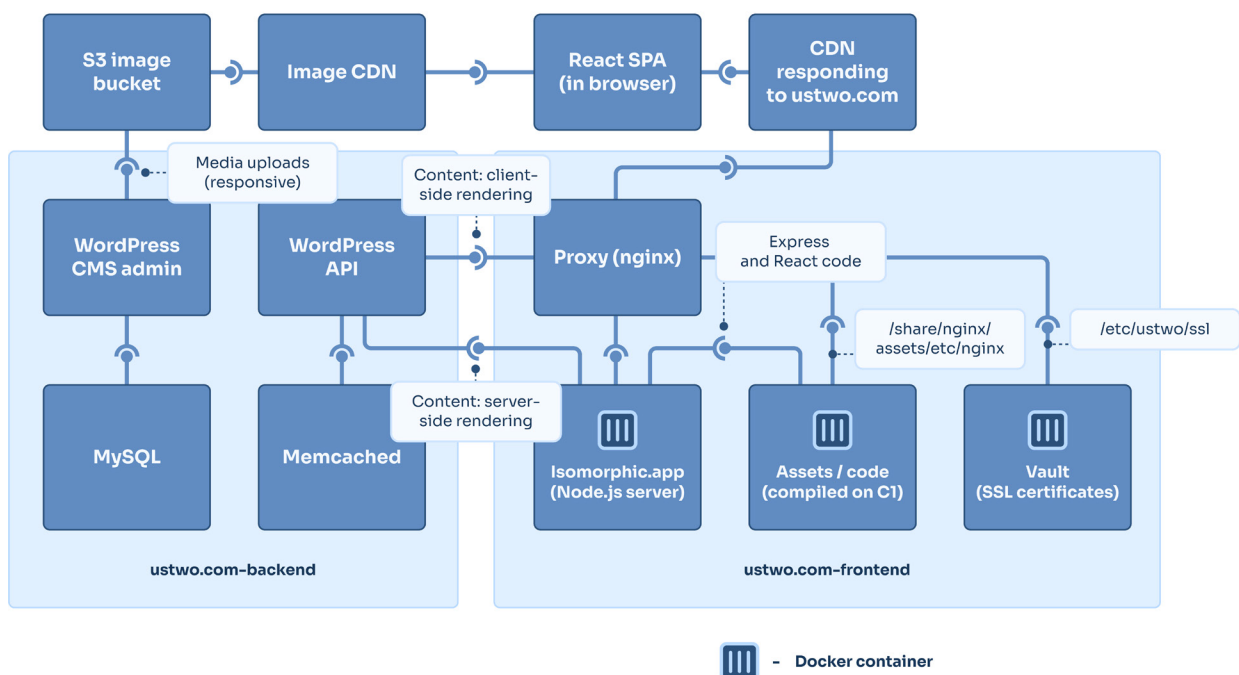 S3 image
bucket
Image CDN
React SPA
(in browser)
CDN
responding
to ustwo.com
Media uploads
(responsive)
Content: client-
side rendering
WordPress
CMS admin
WordPress
API
Proxy (nginx)
Express
and React code
/share/nginx/
assets/etc/nginx
/etc/ustwo/ssl
Content: server-
side rendering
MySQL
Memcached
Isomorphic.app
(Node.js server)
Assets / code
(compiled on C1)
Vault
(SSL certificates)
ustwo.com-backend
ustwo.com-frontend
- Docker container